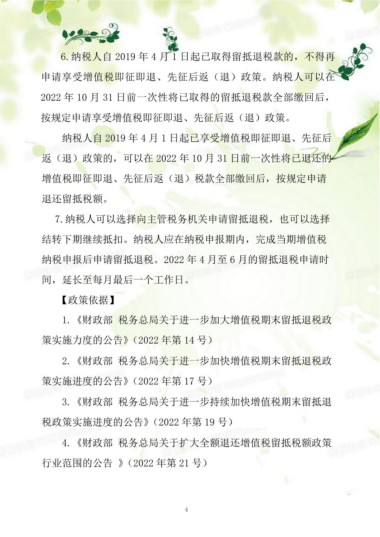 6.纳税人自 2019 年 4 月 1 日起已取得留抵退税款的，不得再
申请享受增值税即征即退、先征后返（退）政策。纳税人可以在
2022 年 10 月 31 日前一次性将已取得的留抵退税款全部缴回后，
按规定申请享受增值税即征即退、先征后返（退）政策。
纳税人自 2019 年 4 月 1 日起已享受增值税即征即退、先征后
返（退）政策的，可以在 2022 年 10 月 31 日前一次性将已退还的
增值税即征即退、先征后返（退）税款全部缴回后，按规定申请
退还留抵税额。
7.纳税人可以选择向主管税务机关申请留抵退税，也可以选择
结转下期继续抵扣。纳税人应在纳税申报期内，完成当期增值税
纳税申报后申请留抵退税。2022 年 4 月至 6 月的留抵退税申请时
间，延长至每月最后一个工作日。
【政策依据】
1.《财政部 税务总局关于进一步加大增值税期末留抵退税政
策实施力度的公告》（2022 年第 14 号）
2.《财政部 税务总局关于进一步加快增值税期末留抵退税政
策实施进度的公告》（2022 年第 17 号）
3.《财政部 税务总局关于进一步持续加快增值税期末留抵退
税政策实施进度的公告》（2022 年第 19 号）
4.《财政部 税务总局关于扩大全额退还增值税留抵税额政策
行业范围的公告 》（2022 年第 21 号）
4